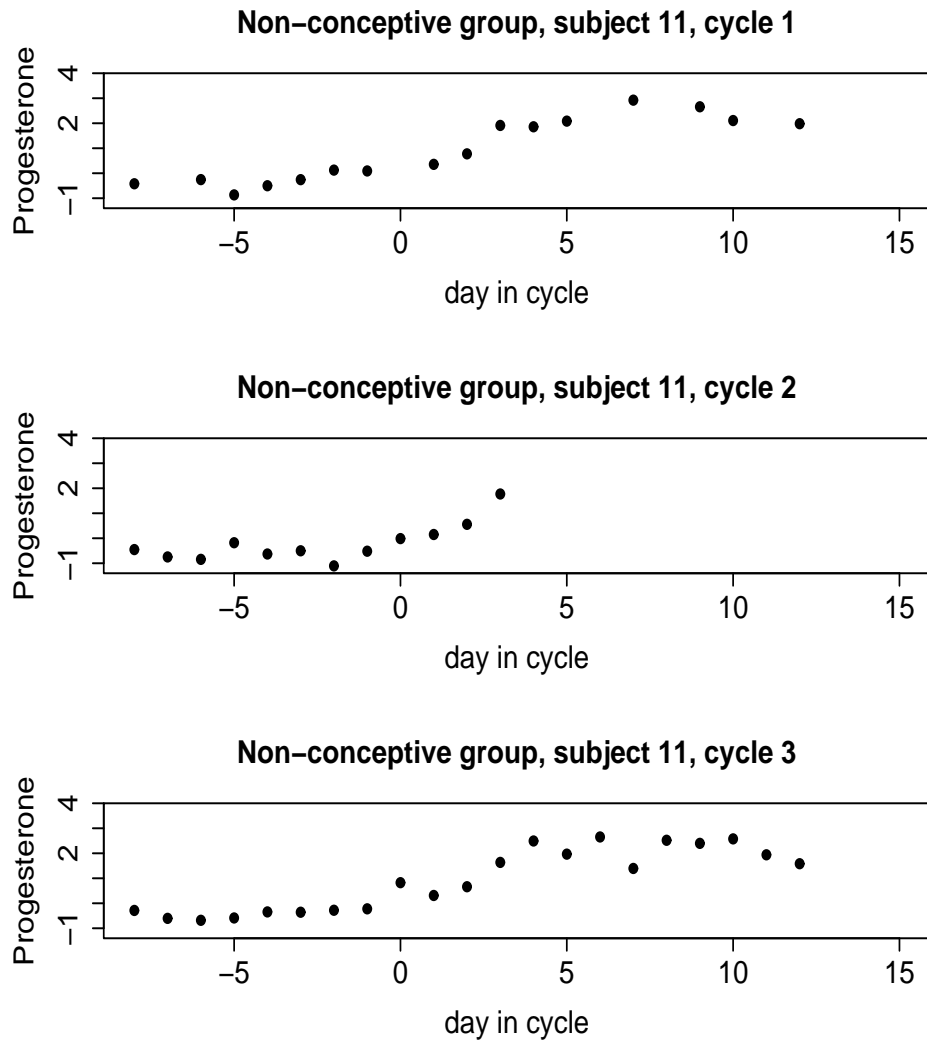 Non−conceptive group, subject 11, cycle 1
Progesterone
4
2
−1
−5 0 5 10 15
day in cycle
Non−conceptive group, subject 11, cycle 2
Progesterone
4
2
−1
−5 0 5 10 15
day in cycle
Non−conceptive group, subject 11, cycle 3
Progesterone
4
2
−1
−5 0 5 10 15
day in cycle